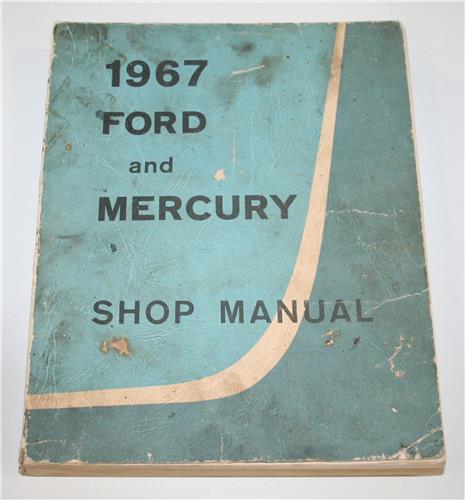 1967
FORD
and
MERCURY
SHOP MANUAL